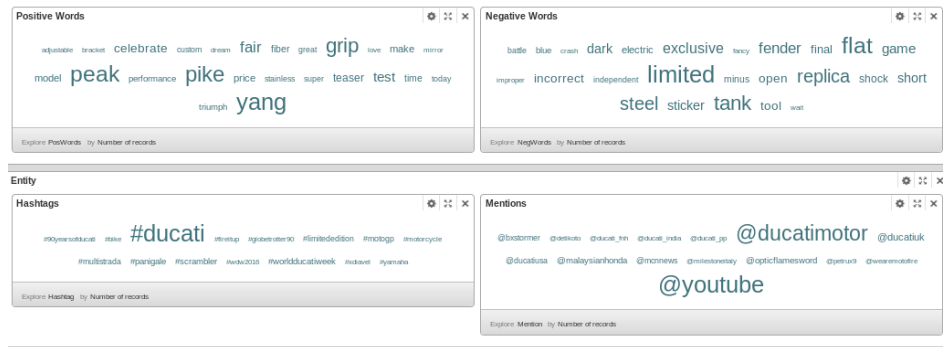 Positive Words
adjustable bracket celebrate custom dream fair fiber great grip love make mirror
model peak performance pike price stainless super teaser test time today
triumph yang
Explore PosWords by Number of records
Negative Words
battle blue crash dark electric exclusive fancy fender final flat game
improper incorrect independent limited minus open replica shock short
steel sticker tank tool wait
Explore NegWords by Number of records
Entity
Hashtags
#90yearsofducati #bike #ducati #fireitup #globetrotter90 #limitededition #motogp #motorcycle
#multistrada #panigale #scrambler #wdw2016 #worldducatiweek #xdiavel #yamaha
Explore Hashtag by Number of records
Mentions
@bxstormer @detikoto @ducati_fnh @ducati_india @ducati_pp @ducatimotor @ducatiuk
@ducatiusa @malaysianhonda @mcnnews @milestoneitaly @opticflamesword @petrux9 @wearemotofire
@youtube
Explore Mention by Number of records